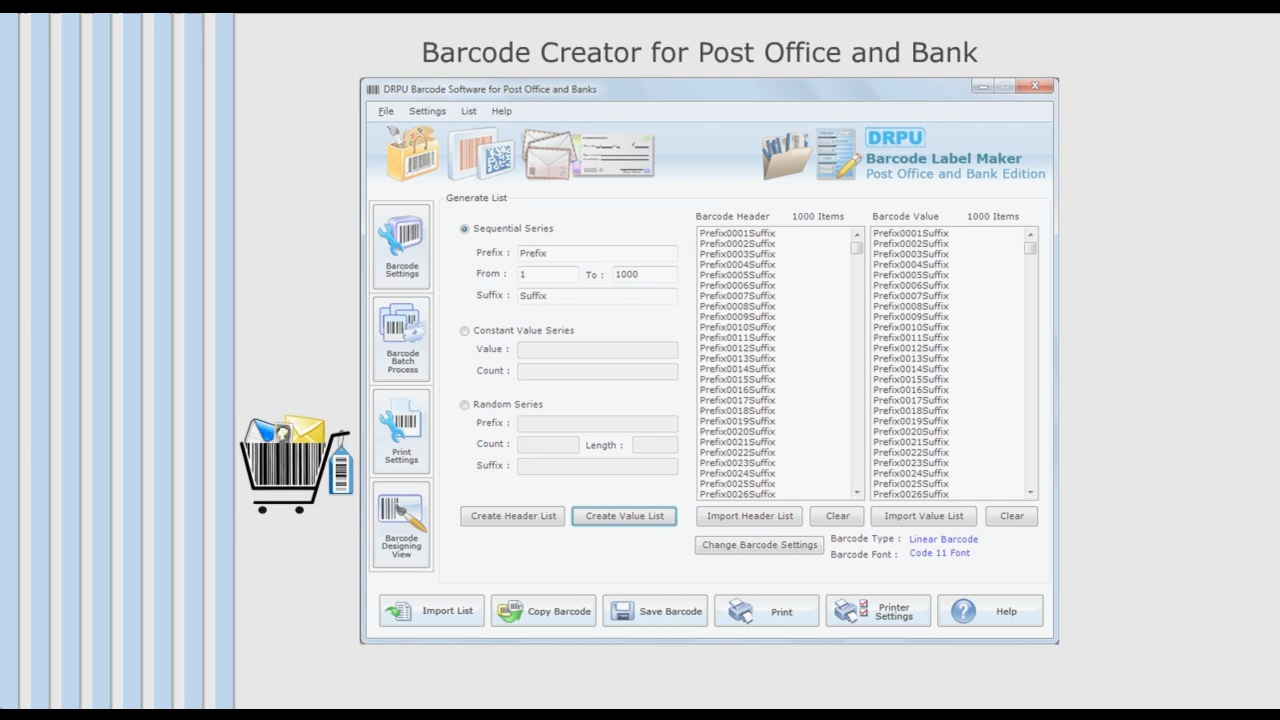 Barcode Creator for Post Office and Bank
DRPU Barcode Software for Post Office and Banks
File Settings List Help
DRPU
Barcode Label Maker
Post Office and Bank Edition
Barcode
Settings
Barcode
Batch
Process
Print
Settings
Barcode
Designing
View
Generate List
Sequential Series
Prefix : Prefix
From : 1 To : 1000
Suffix : Suffix
Constant Value Series
Value :
Count :
Random Series
Prefix :
Count : Length :
Suffix :
Create Header List Create Value List
Barcode Header 1000 Items Barcode Value 1000 Items
Prefix0001Suffix Prefix0001Suffix
Prefix0002Suffix Prefix0002Suffix
Prefix0003Suffix Prefix0003Suffix
Prefix0004Suffix Prefix0004Suffix
Prefix0005Suffix Prefix0005Suffix
Prefix0006Suffix Prefix0006Suffix
Prefix0007Suffix Prefix0007Suffix
Prefix0008Suffix Prefix0008Suffix
Prefix0009Suffix Prefix0009Suffix
Prefix0010Suffix Prefix0010Suffix
Prefix0011Suffix Prefix0011Suffix
Prefix0012Suffix Prefix0012Suffix
Prefix0013Suffix Prefix0013Suffix
Prefix0014Suffix Prefix0014Suffix
Prefix0015Suffix Prefix0015Suffix
Prefix0016Suffix Prefix0016Suffix
Prefix0017Suffix Prefix0017Suffix
Prefix0018Suffix Prefix0018Suffix
Prefix0019Suffix Prefix0019Suffix
Prefix0020Suffix Prefix0020Suffix
Prefix0021Suffix Prefix0021Suffix
Prefix0022Suffix Prefix0022Suffix
Prefix0023Suffix Prefix0023Suffix
Prefix0024Suffix Prefix0024Suffix
Prefix0025Suffix Prefix0025Suffix
Prefix0026Suffix Prefix0026Suffix
Import Header List Clear Import Value List Clear
Change Barcode Settings
Barcode Type : Linear Barcode
Barcode Font : Code 11 Font
Import List Copy Barcode Save Barcode Print Printer Settings Help